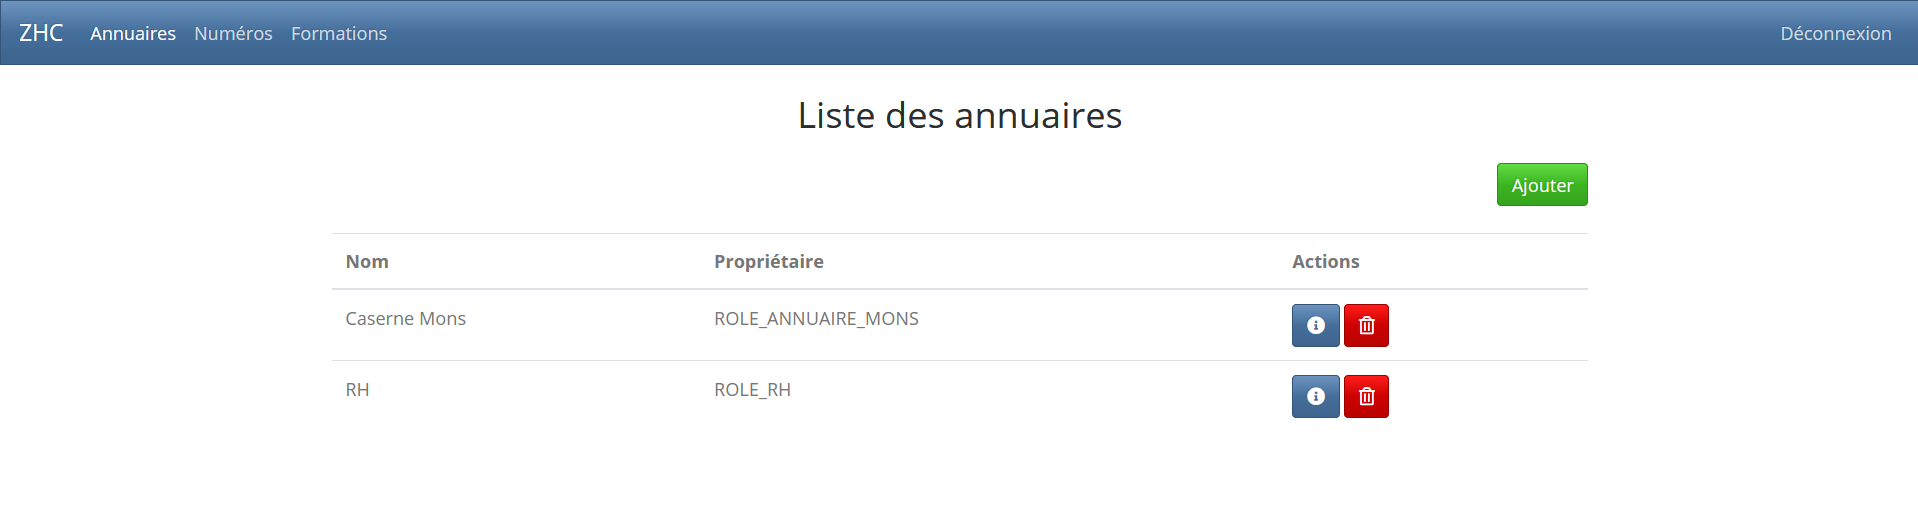 ZHC Annuaires Numéros Formations Déconnexion
Liste des annuaires
Ajouter
Nom Propriétaire Actions
Caserne Mons ROLE_ANNUAIRE_MONS
RH ROLE_RH